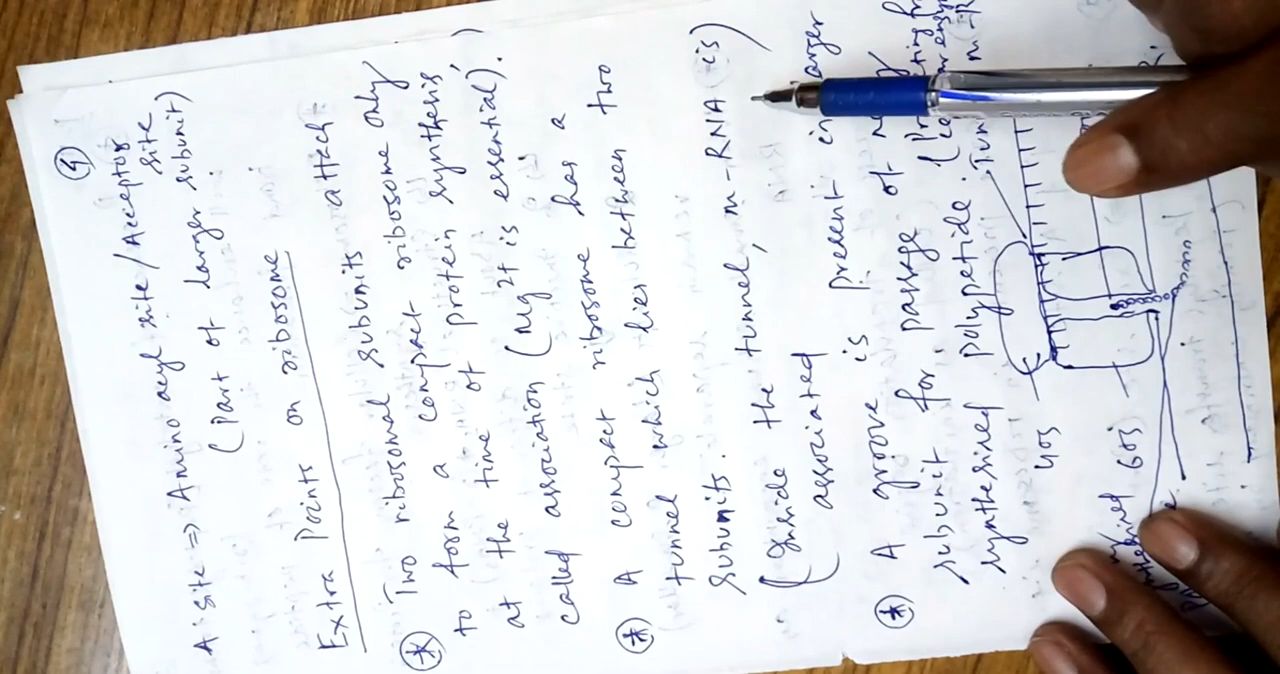 9
A site => Amino acyl site / Acceptor site
(part of larger subunit)
Extra Points on ribosome
* Two ribosomal subunits attach
to form a compact ribosome only
at the time of protein synthesis,
called association (Mg2+ is essential).
* A compact ribosome has a
tunnel which lies between two
subunits.
(Inside the tunnel, m-RNA is
associated)
* A groove is present in larger
subunit for passage of
synthesized polypetide
40s
60s